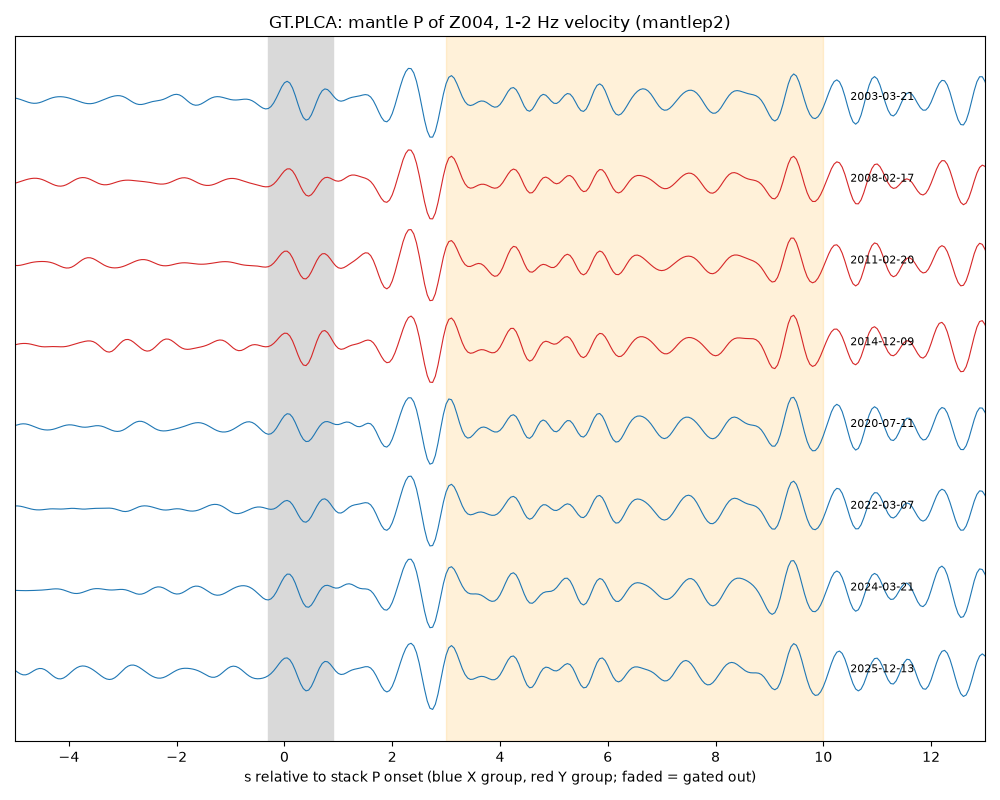 GT.PLCA: mantle P of Z004, 1-2 Hz velocity (mantlep2)
2003-03-21
2008-02-17
2011-02-20
2014-12-09
2020-07-11
2022-03-07
2024-03-21
2025-12-13
−4 −2 0 2 4 6 8 10 12
s relative to stack P onset (blue X group, red Y group; faded = gated out)